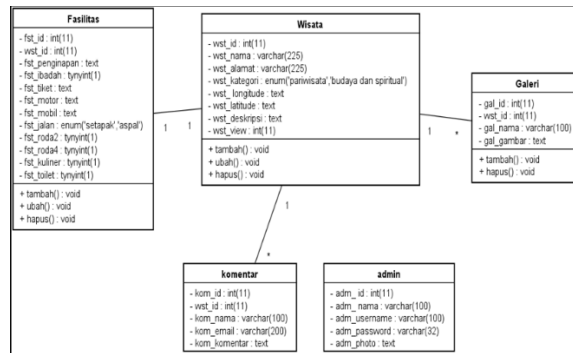 Fasilitas
- fst_id : int(11)
- wst_id : int(11)
- fst_penginapan : text
- fst_ibadah : tynyint(1)
- fst_tiket : text
- fst_motor : text
- fst_mobil : text
- fst_jalan : enum('setapak','aspal')
- fst_roda2 : tynyint(1)
- fst_roda4 : tynyint(1)
- fst_kuliner : tynyint(1)
- fst_toilet : tynyint(1)
+ tambah() : void
+ ubah() : void
+ hapus() : void
1
1
Wisata
- wst_id : int(11)
- wst_nama : varchar(225)
- wst_alamat : varchar(225)
- wst_kategori : enum('pariwisata','budaya dan spiritual')
- wst_ longitude : text
- wst_latitude : text
- wst_deskripsi : text
- wst_view : int(11)
+ tambah() : void
+ ubah() : void
+ hapus() : void
1
*
Galeri
- gal_id : int(11)
- wst_id : int(11)
- gal_nama : varchar(100)
- gal_gambar : text
+ tambah() : void
+ hapus() : void
1
*
komentar
- kom_id : int(11)
- wst_id : int(11)
- kom_nama : varchar(100)
- kom_email : varchar(200)
- kom_komentar : text
admin
- adm_id : int(11)
- adm_ nama : varchar(100)
- adm_username : varchar(100)
- adm_password : varchar(32)
- adm_photo : text